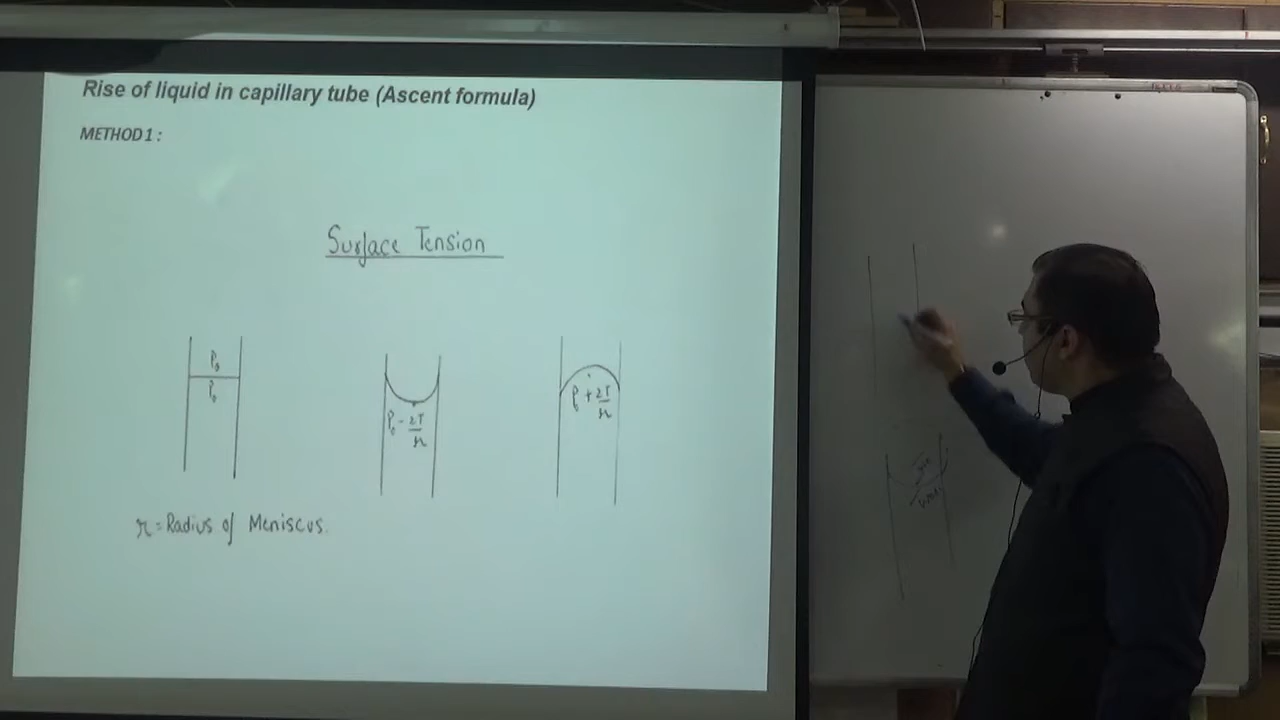 Rise of liquid in capillary tube (Ascent formula)
METHOD 1 :
Surface Tension
P₀
P₀
P₀ - 2T/r
P₀ + 2T/r
r = Radius of Meniscus.